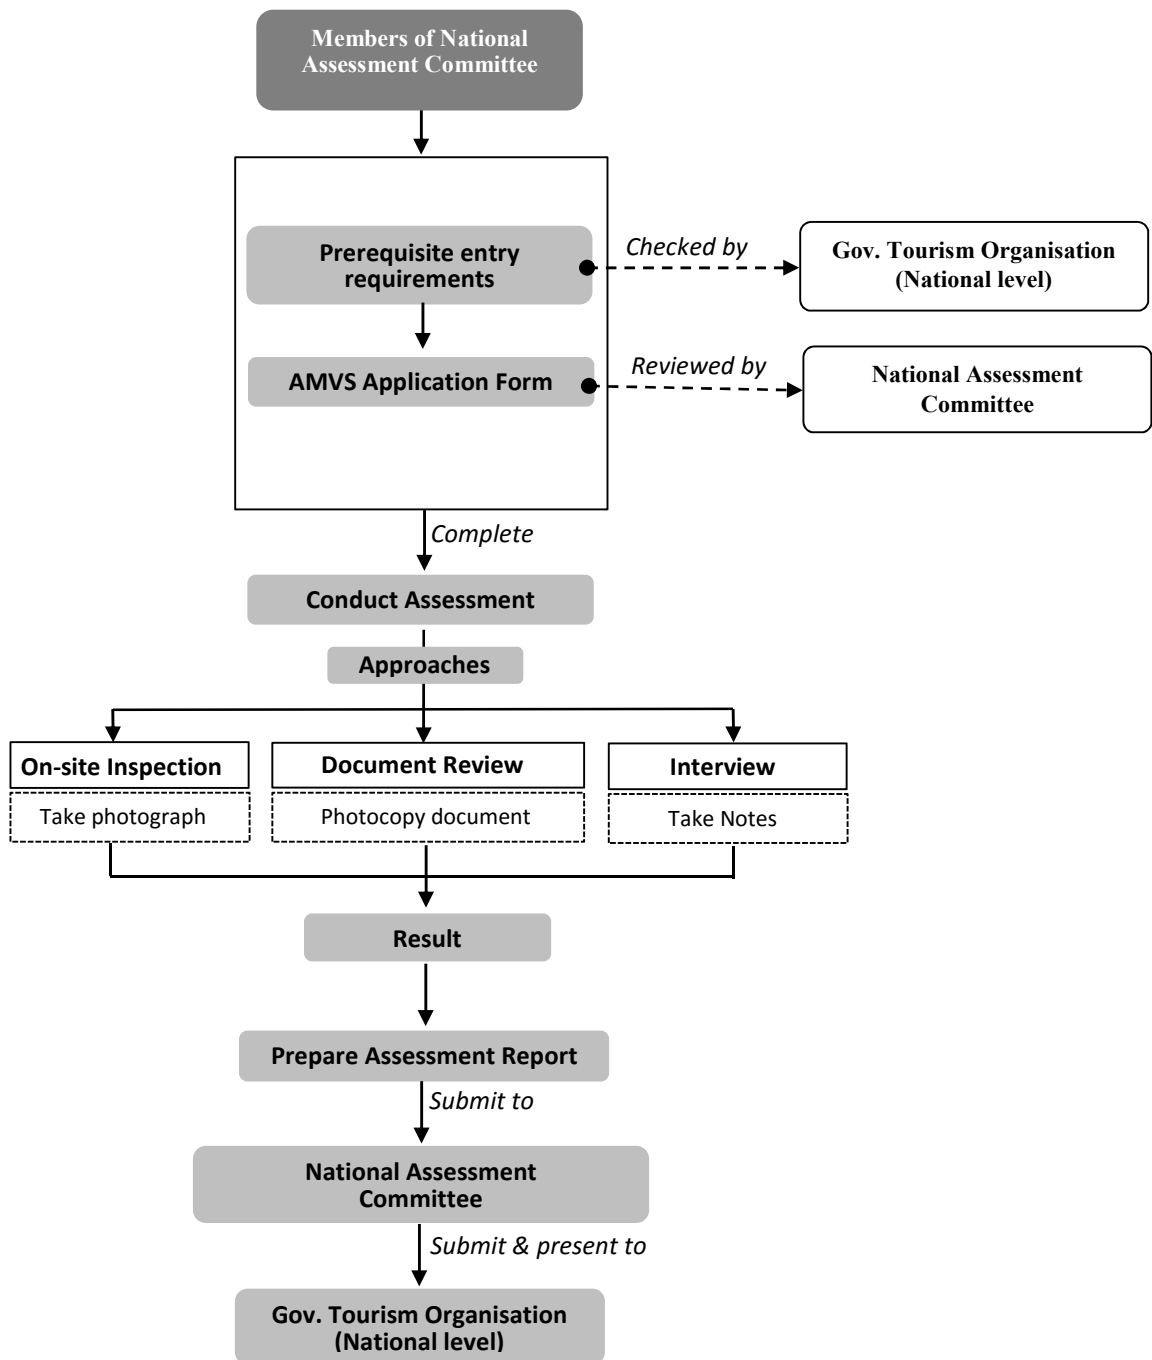 Members of National
Assessment Committee
Prerequisite entry
requirements
Checked by
Gov. Tourism Organisation
(National level)
AMVS Application Form
Reviewed by
National Assessment
Committee
Complete
Conduct Assessment
Approaches
On-site Inspection
Document Review
Interview
Take photograph
Photocopy document
Take Notes
Result
Prepare Assessment Report
Submit to
National Assessment
Committee
Submit & present to
Gov. Tourism Organisation
(National level)